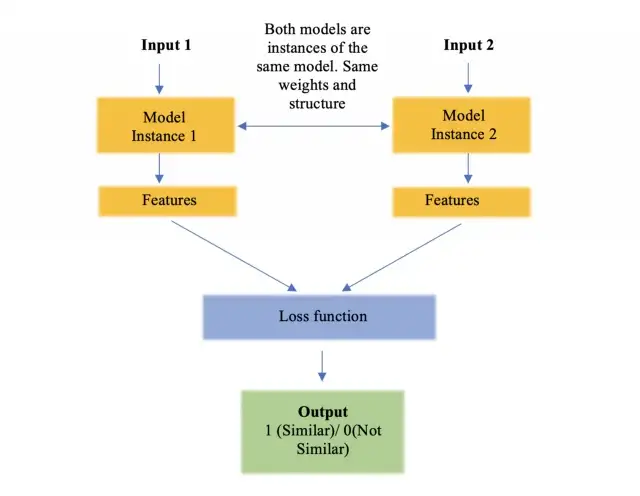 Input 1
Both models are
instances of the
same model. Same
weights and
structure
Input 2
Model
Instance 1
Model
Instance 2
Features
Features
Loss function
Output
1 (Similar)/ 0(Not
Similar)